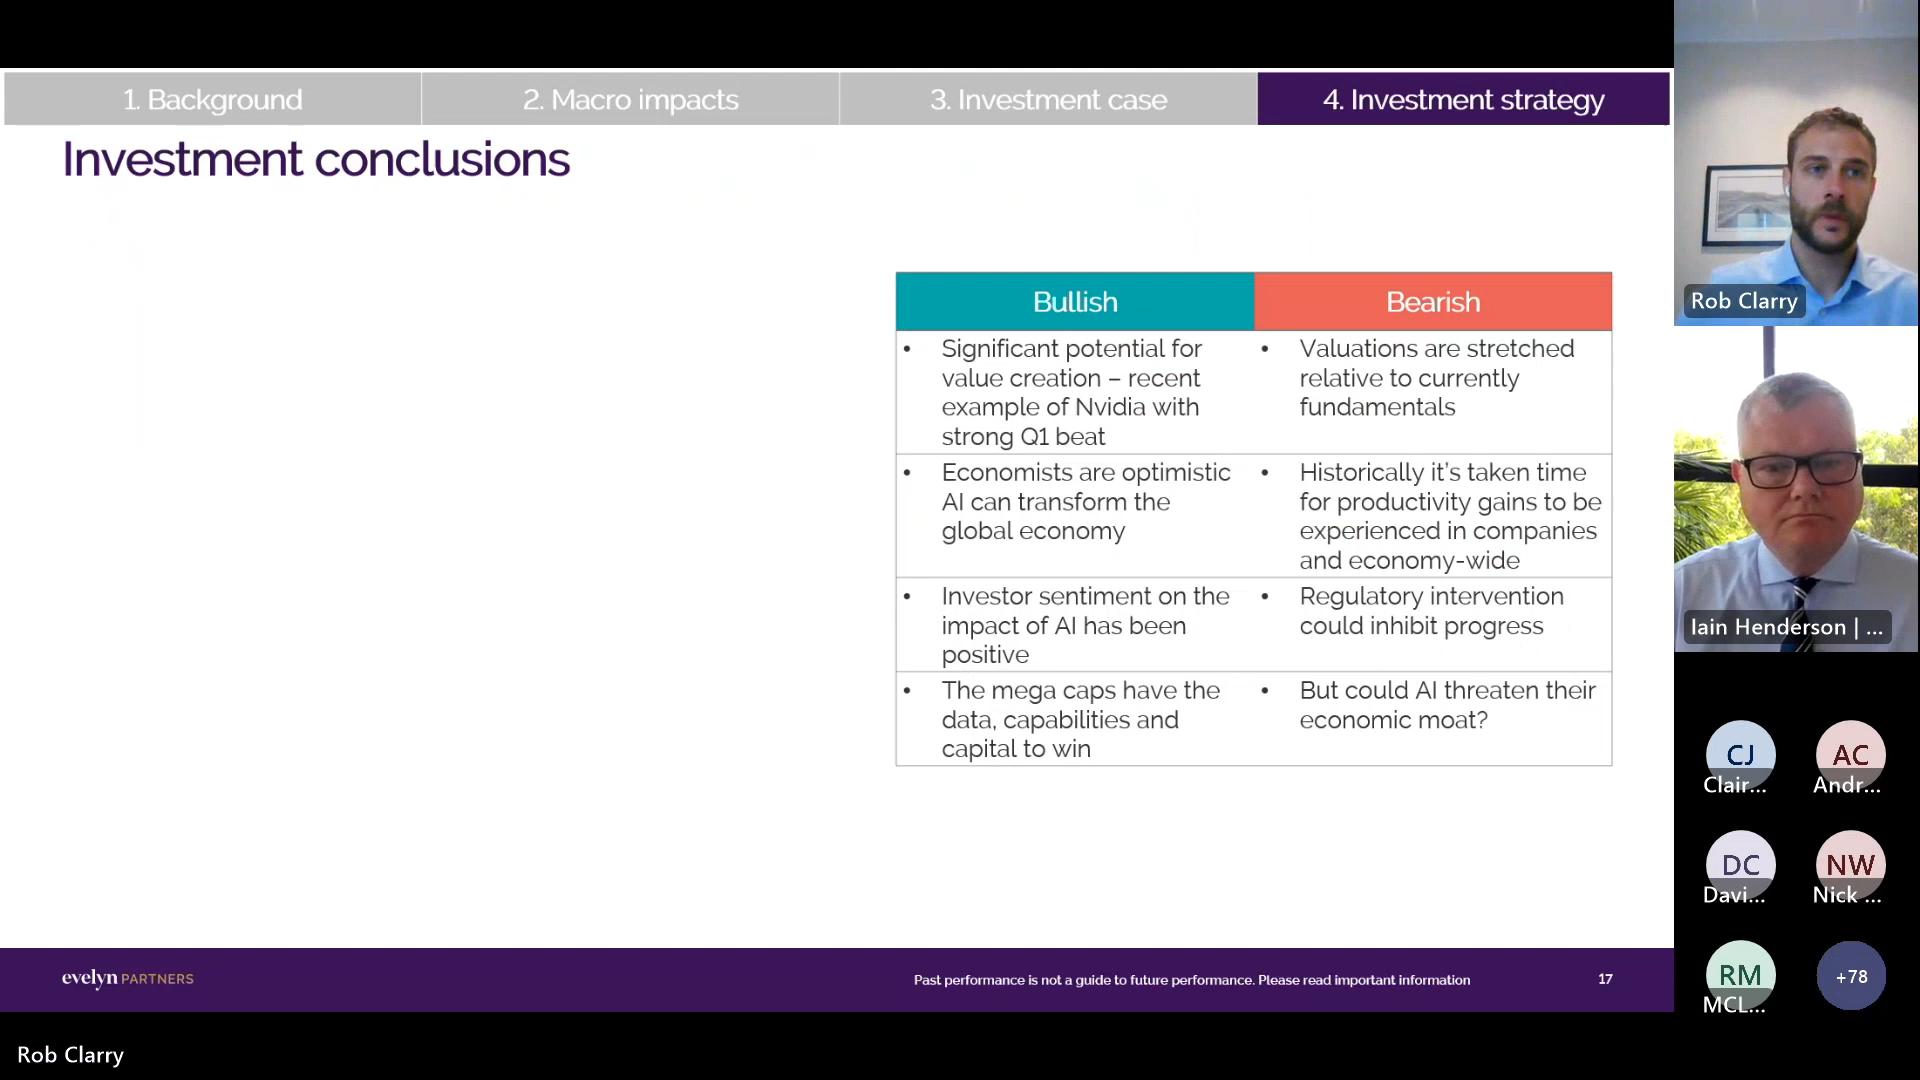 1. Background
2. Macro impacts
3. Investment case
4. Investment strategy
Investment conclusions
Bullish
Bearish
• Significant potential for
value creation – recent
example of Nvidia with
strong Q1 beat
• Valuations are stretched
relative to currently
fundamentals
• Economists are optimistic
AI can transform the
global economy
• Historically it’s taken time
for productivity gains to be
experienced in companies
and economy-wide
• Investor sentiment on the
impact of AI has been
positive
• Regulatory intervention
could inhibit progress
• The mega caps have the
data, capabilities and
capital to win
• But could AI threaten their
economic moat?
evelyn PARTNERS
Past performance is not a guide to future performance. Please read important information
17
Rob Clarry
Iain Henderson | ...
CJ
Clair...
AC
Andr...
DC
Davi...
NW
Nick ...
RM
MCL...
+78
Rob Clarry